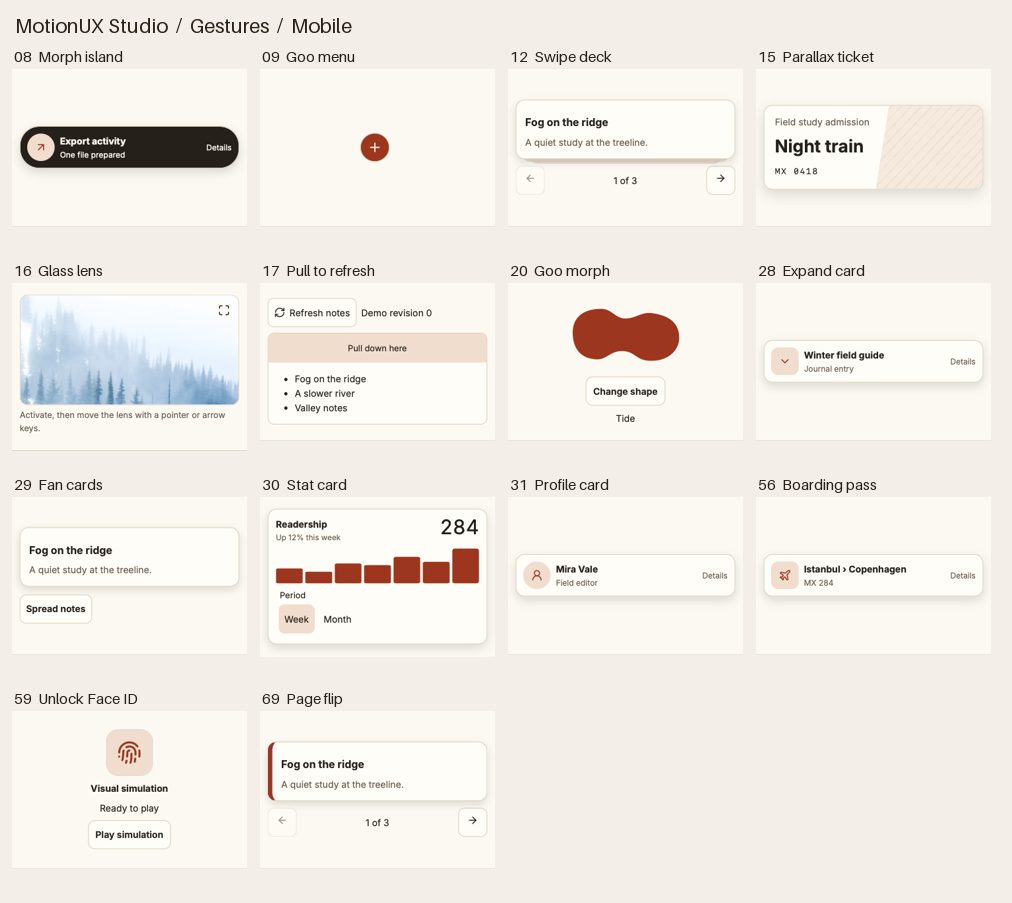 MotionUX Studio / Gestures / Mobile
08 Morph island
Export activity
One file prepared
Details
09 Goo menu
12 Swipe deck
Fog on the ridge
A quiet study at the treeline.
1 of 3
15 Parallax ticket
Field study admission
Night train
MX 0418
16 Glass lens
Activate, then move the lens with a pointer or arrow
keys.
17 Pull to refresh
Refresh notes
Demo revision 0
Pull down here
Fog on the ridge
A slower river
Valley notes
20 Goo morph
Change shape
Tide
28 Expand card
Winter field guide
Journal entry
Details
29 Fan cards
Fog on the ridge
A quiet study at the treeline.
Spread notes
30 Stat card
Readership
Up 12% this week
284
Period
Week
Month
31 Profile card
Mira Vale
Field editor
Details
56 Boarding pass
Istanbul › Copenhagen
MX 284
Details
59 Unlock Face ID
Visual simulation
Ready to play
Play simulation
69 Page flip
Fog on the ridge
A quiet study at the treeline.
1 of 3